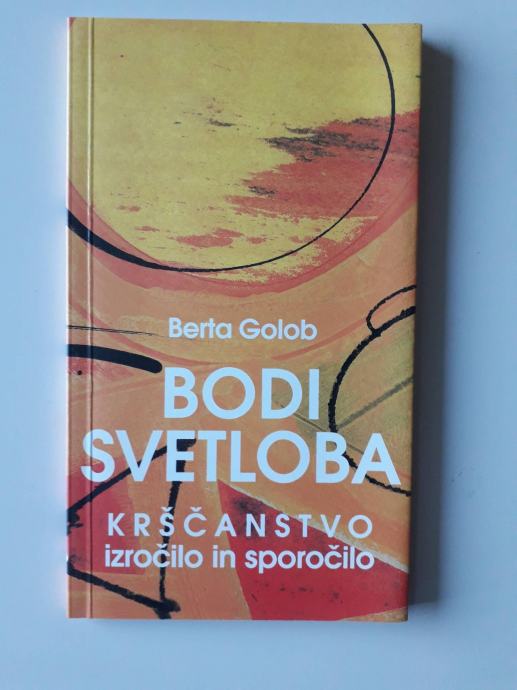 Berta Golob
BODI
SVETLOBA
KRŠČANSTVO
izročilo in sporočilo